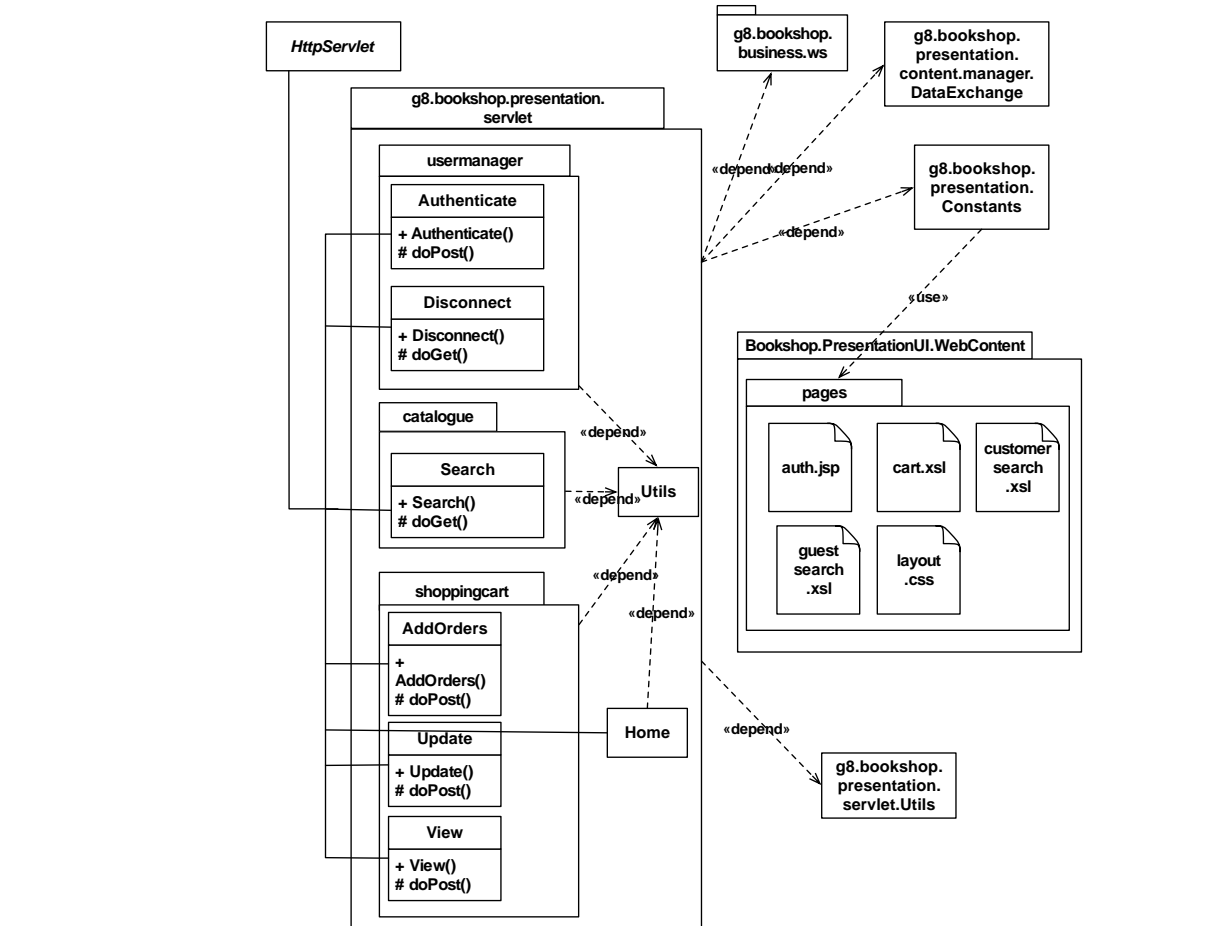 HttpServlet
g8.bookshop.
business.ws
g8.bookshop.
presentation.
content.manager.
DataExchange
g8.bookshop.presentation.
servlet
usermanager
Authenticate
+ Authenticate()
# doPost()
Disconnect
+ Disconnect()
# doGet()
«depend»
«depend»
g8.bookshop.
presentation.
Constants
«depend»
«use»
Bookshop.PresentationUI.WebContent
pages
auth.jsp
cart.xsl
customer
search
.xsl
guest
search
.xsl
layout
.css
catalogue
Search
+ Search()
# doGet()
«depend»
«depend»
Utils
«depend»
«depend»
shoppingcart
AddOrders
+
AddOrders()
# doPost()
Update
+ Update()
# doPost()
View
+ View()
# doPost()
Home
«depend»
g8.bookshop.
presentation.
servlet.Utils